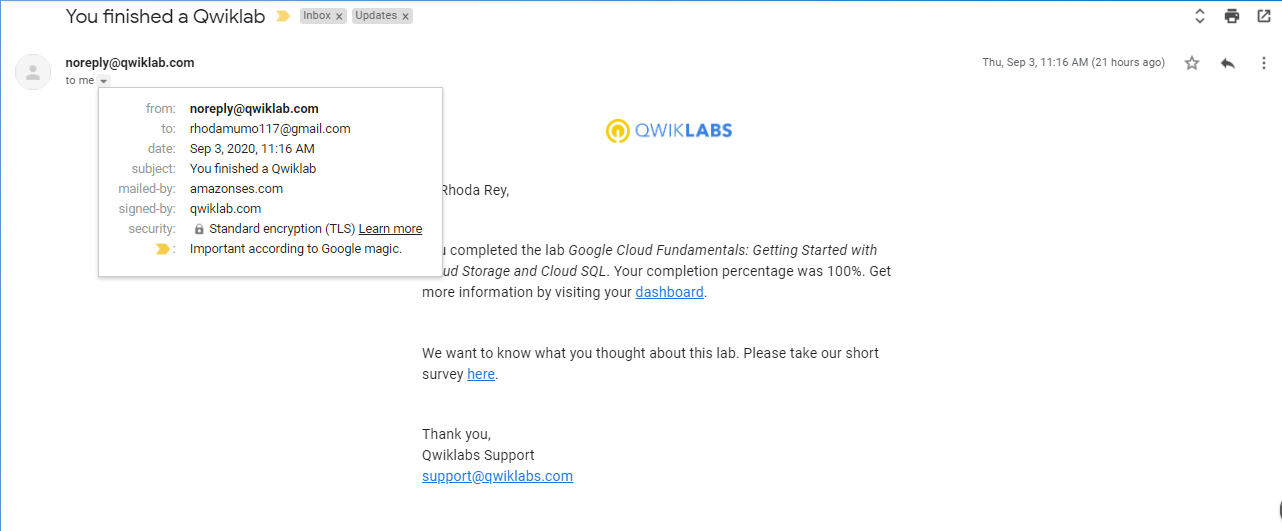 You finished a Qwiklab Inbox x Updates x
noreply@qwiklab.com Thu, Sep 3, 11:16 AM (21 hours ago)
to me
from: noreply@qwiklab.com
to: rhodamumo117@gmail.com
date: Sep 3, 2020, 11:16 AM
subject: You finished a Qwiklab
mailed-by: amazonses.com
signed-by: qwiklab.com
security: Standard encryption (TLS) Learn more
: Important according to Google magic.
QWIKLABS
Rhoda Rey,
completed the lab Google Cloud Fundamentals: Getting Started with
Storage and Cloud SQL. Your completion percentage was 100%. Get
more information by visiting your dashboard.
We want to know what you thought about this lab. Please take our short
survey here.
Thank you,
Qwiklabs Support
support@qwiklabs.com